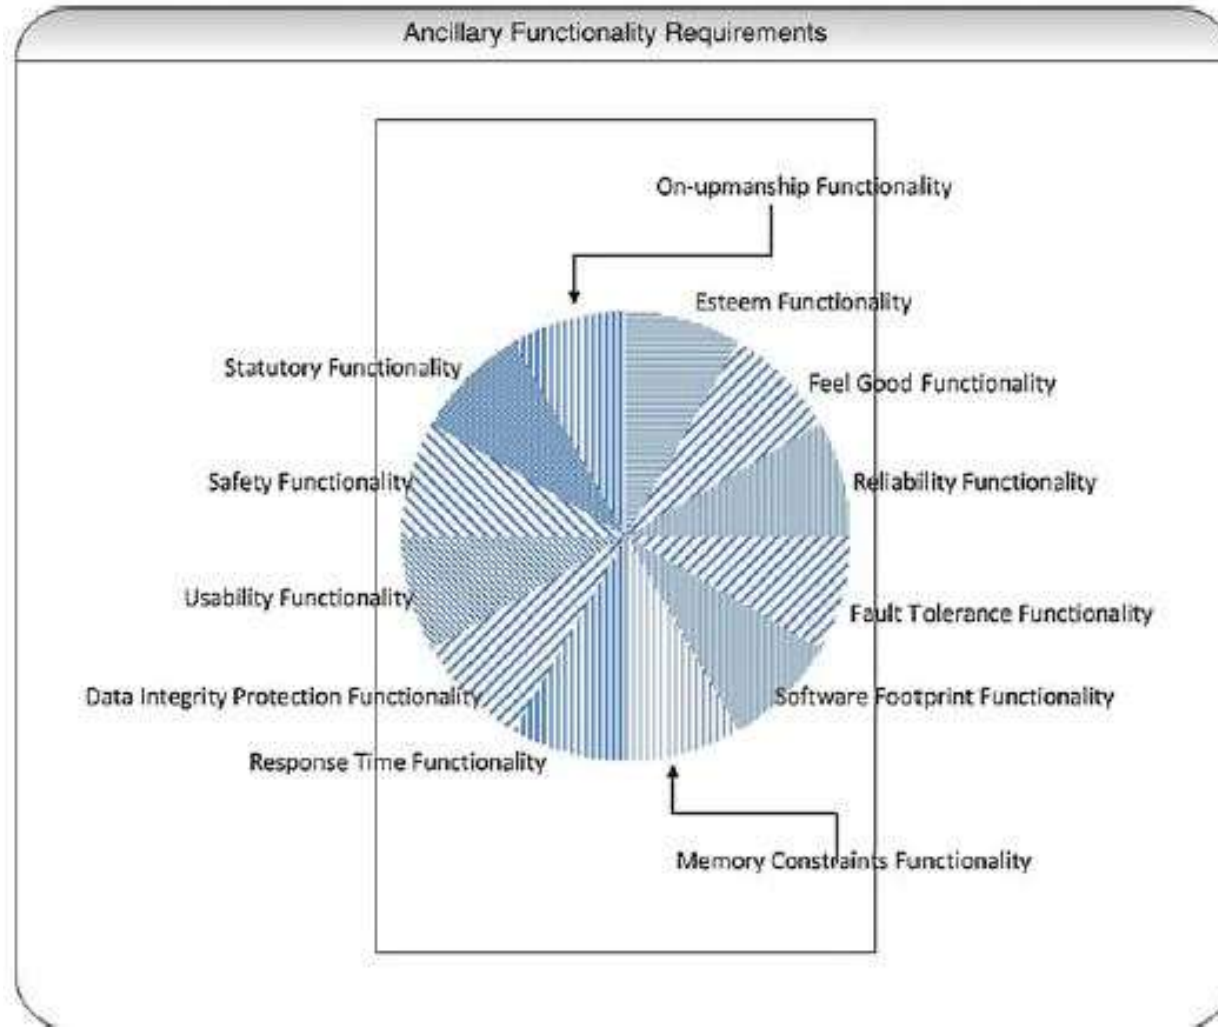 Ancillary Functionality Requirements
On-upmanship Functionality
Esteem Functionality
Statutory Functionality
Feel Good Functionality
Safety Functionality
Reliability Functionality
Usability Functionality
Fault Tolerance Functionality
Data Integrity Protection Functionality
Software Footprint Functionality
Response Time Functionality
Memory Constraints Functionality